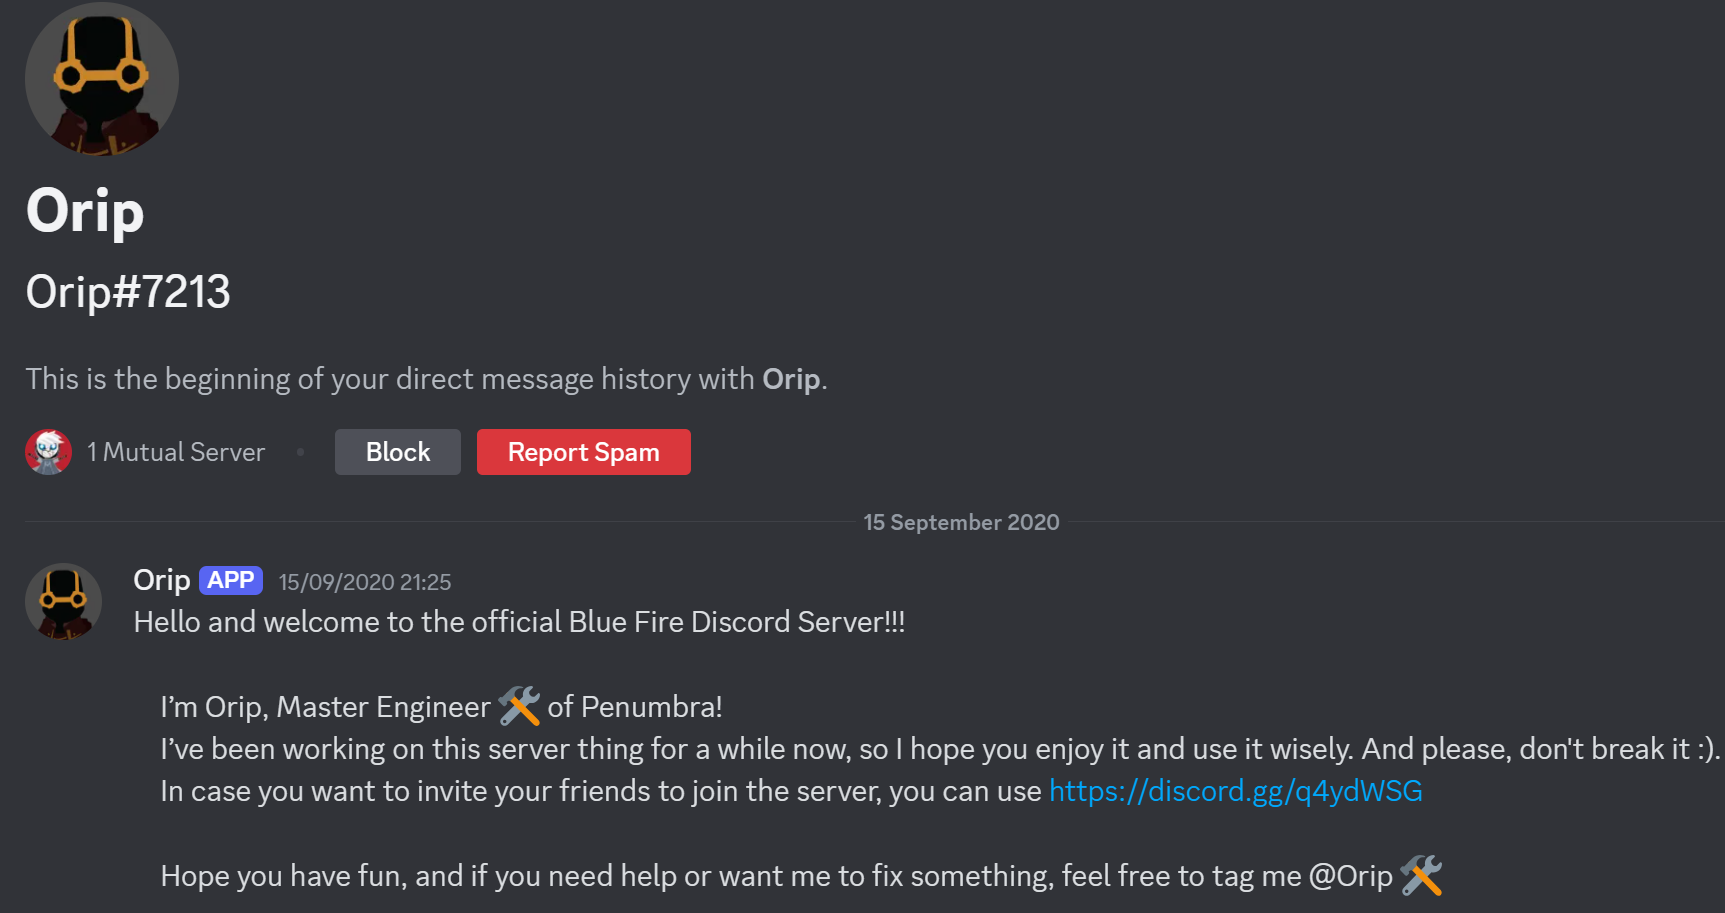 Orip
Orip#7213
This is the beginning of your direct message history with Orip.
1 Mutual Server • Block Report Spam
15 September 2020
Orip APP 15/09/2020 21:25
Hello and welcome to the official Blue Fire Discord Server!!!
I’m Orip, Master Engineer 🛠️ of Penumbra!
I’ve been working on this server thing for a while now, so I hope you enjoy it and use it wisely. And please, don't break it :).
In case you want to invite your friends to join the server, you can use https://discord.gg/q4ydWSG
Hope you have fun, and if you need help or want me to fix something, feel free to tag me @Orip 🛠️